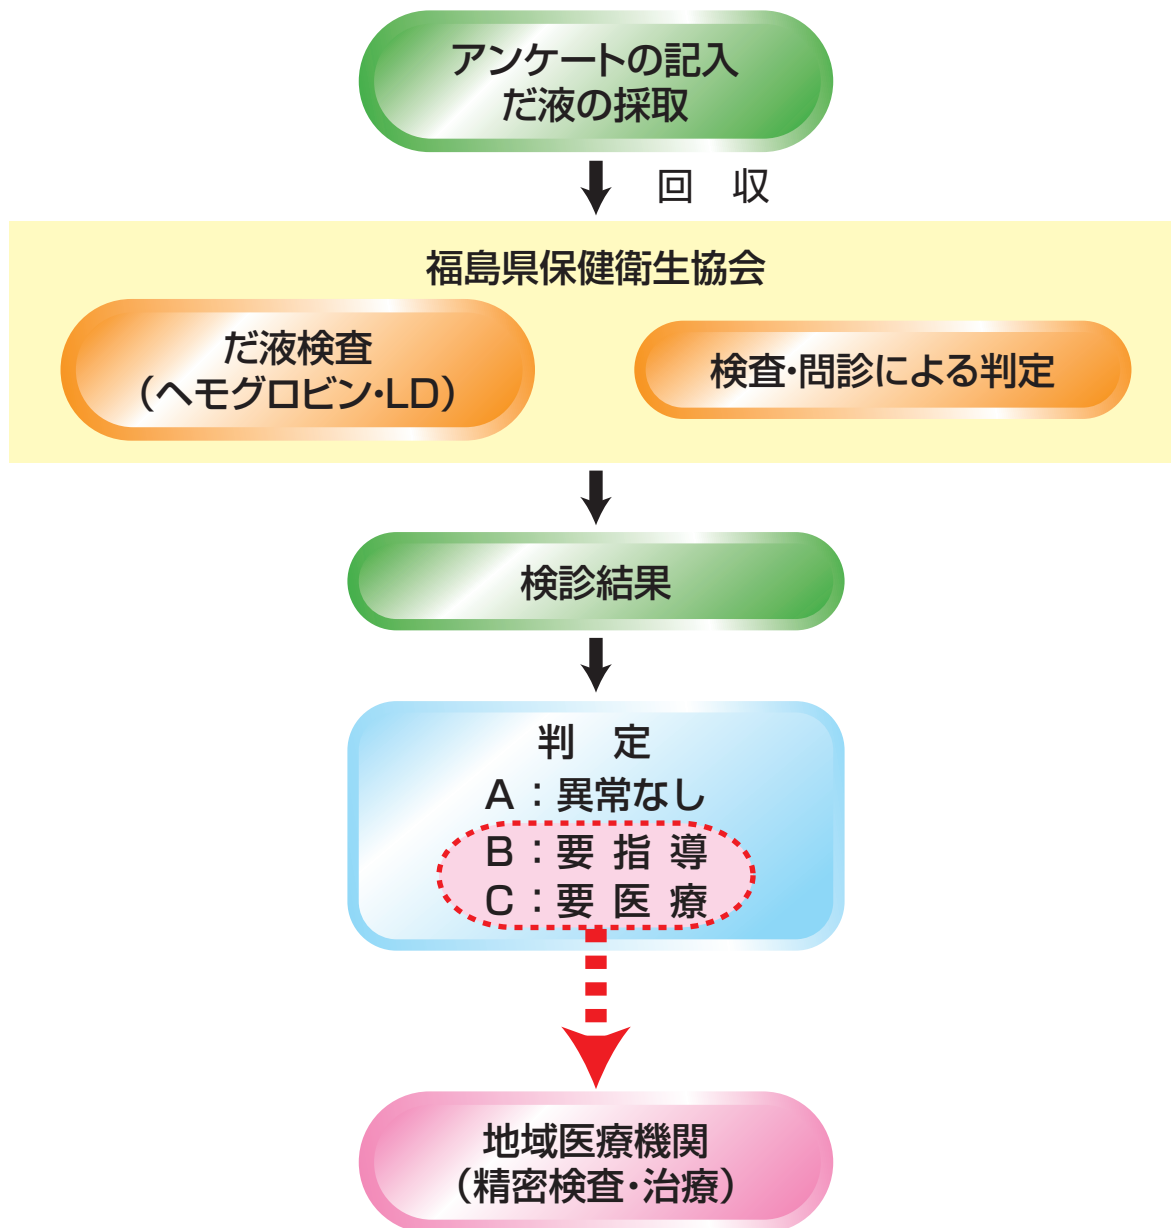 アンケートの記入
だ液の採取
回　収
福島県保健衛生協会
だ液検査
（ヘモグロビン・LD）
検査・問診による判定
検診結果
判　定
A：異常なし
B：要 指 導
C：要 医 療
地域医療機関
（精密検査・治療）